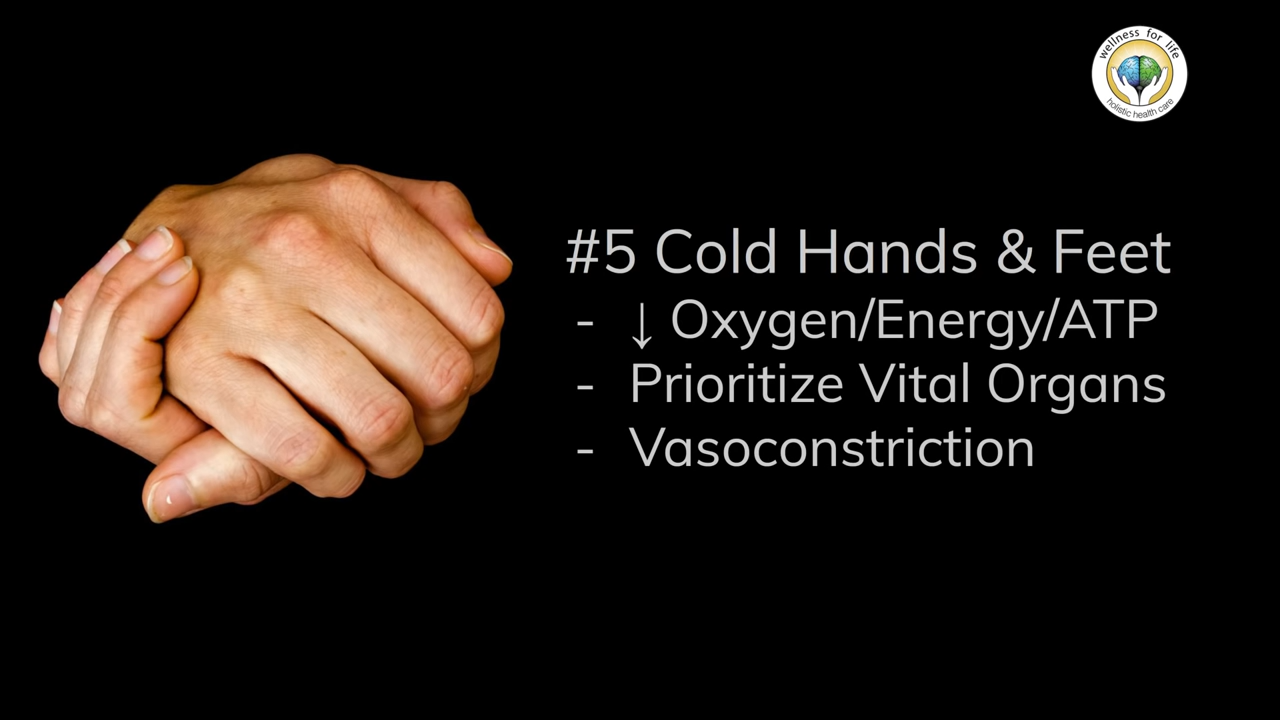 wellness for life
holistic health care
#5 Cold Hands & Feet
- ↓ Oxygen/Energy/ATP
- Prioritize Vital Organs
- Vasoconstriction